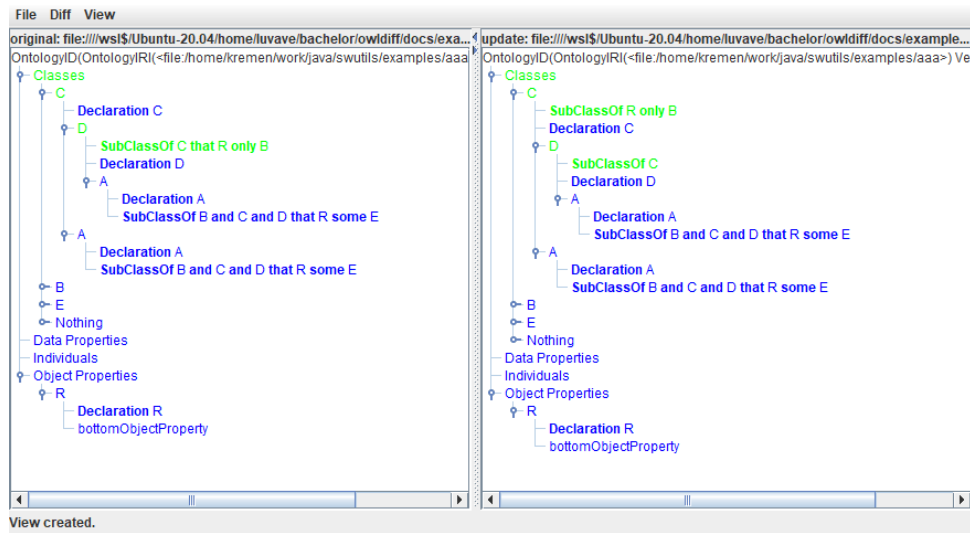 File Diff View
original: file:////wsl$/Ubuntu-20.04/home/luvave/bachelor/owldiff/docs/exa...
OntologyID(OntologyIRI(<file:/home/kremen/work/java/swutils/examples/aaa
Classes
C
Declaration C
D
SubClassOf C that R only B
Declaration D
A
Declaration A
SubClassOf B and C and D that R some E
A
Declaration A
SubClassOf B and C and D that R some E
B
E
Nothing
Data Properties
Individuals
Object Properties
R
Declaration R
bottomObjectProperty
update: file:////wsl$/Ubuntu-20.04/home/luvave/bachelor/owldiff/docs/example...
OntologyID(OntologyIRI(<file:/home/kremen/work/java/swutils/examples/aaa>) Ve
Classes
C
SubClassOf R only B
Declaration C
D
SubClassOf C
Declaration D
A
Declaration A
SubClassOf B and C and D that R some E
A
Declaration A
SubClassOf B and C and D that R some E
B
E
Nothing
Data Properties
Individuals
Object Properties
R
Declaration R
bottomObjectProperty
View created.